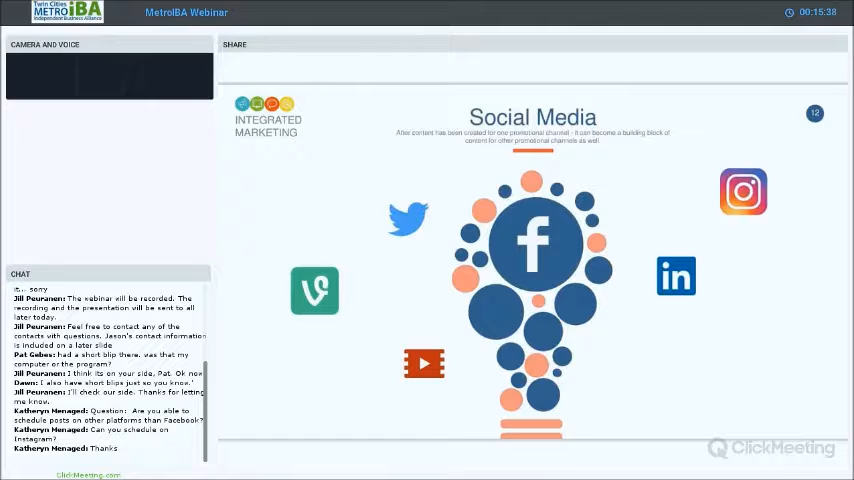 Twin Cities
METRO iBA
Independent Business Alliance
MetroIBA Webinar
00:15:38
CAMERA AND VOICE
SHARE
INTEGRATED
MARKETING
Social Media
After content has been created for one promotional channel - it can become a building block of
content for other promotional channels as well
12
f
in
CHAT
it... sorry
Jill Peuranen: The webinar will be recorded. The
recording and the presentation will be sent to all
later today.
Jill Peuranen: Feel free to contact any of the
contacts with questions. Jason's contact information
is included on a later slide
Pat Gebes: had a short blip there. was that my
computer or the program?
Jill Peuranen: I think its on your side, Pat. Ok now
Dawn: I also have short blips just so you know.'
Jill Peuranen: I'll check our side. Thanks for letting
me know.
Katheryn Menaged: Question: Are you able to
schedule posts on other platforms than Facebook?
Katheryn Menaged: Can you schedule on
Instagram?
Katheryn Menaged: Thanks
ClickMeeting.com
ClickMeeting